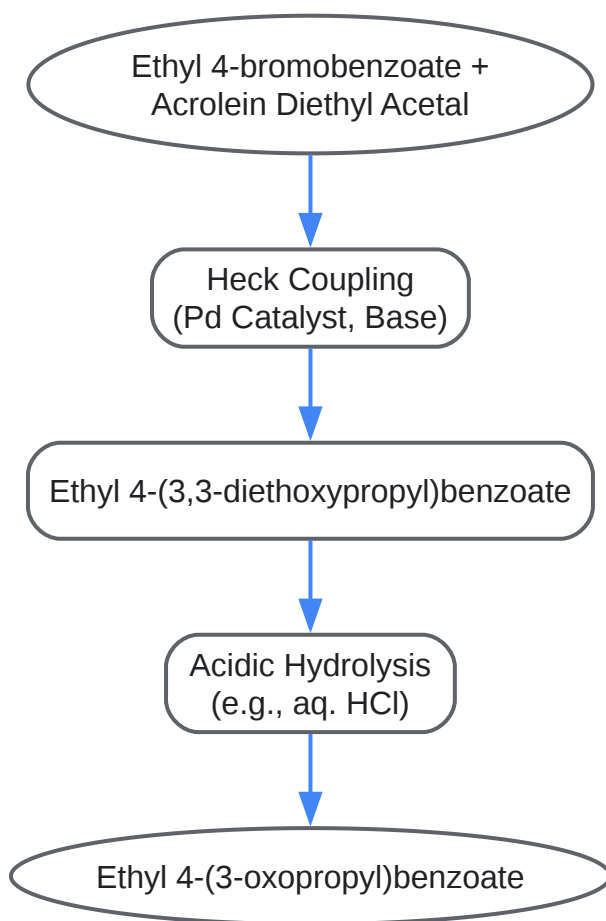 Ethyl 4-bromobenzoate +
Acrolein Diethyl Acetal
Heck Coupling
(Pd Catalyst, Base)
Ethyl 4-(3,3-diethoxypropyl)benzoate
Acidic Hydrolysis
(e.g., aq. HCl)
Ethyl 4-(3-oxopropyl)benzoate